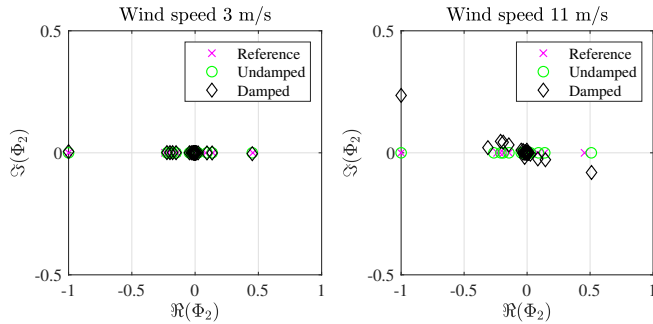 Wind speed 3 m/s
0.5
0
-0.5
ℑ(Φ₂)
Reference
Undamped
Damped
-1 -0.5 0 0.5 1
ℜ(Φ₂)
Wind speed 11 m/s
0.5
0
-0.5
ℑ(Φ₂)
Reference
Undamped
Damped
-1 -0.5 0 0.5 1
ℜ(Φ₂)